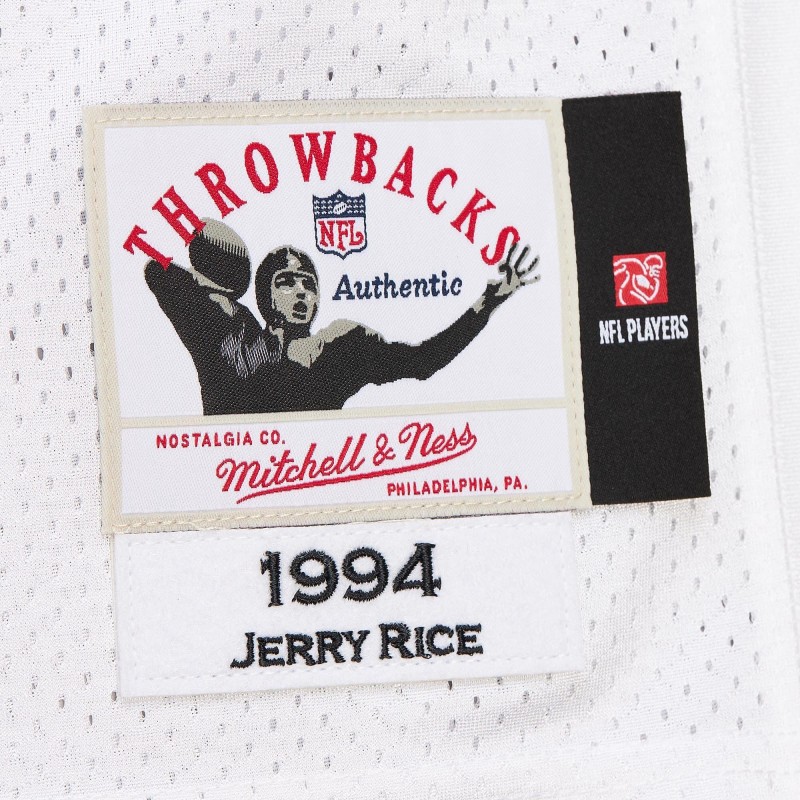 THROWBACKS
NFL
Authentic
NFL PLAYERS
NOSTALGIA CO.
Mitchell & Ness
PHILADELPHIA, PA.
1994
JERRY RICE